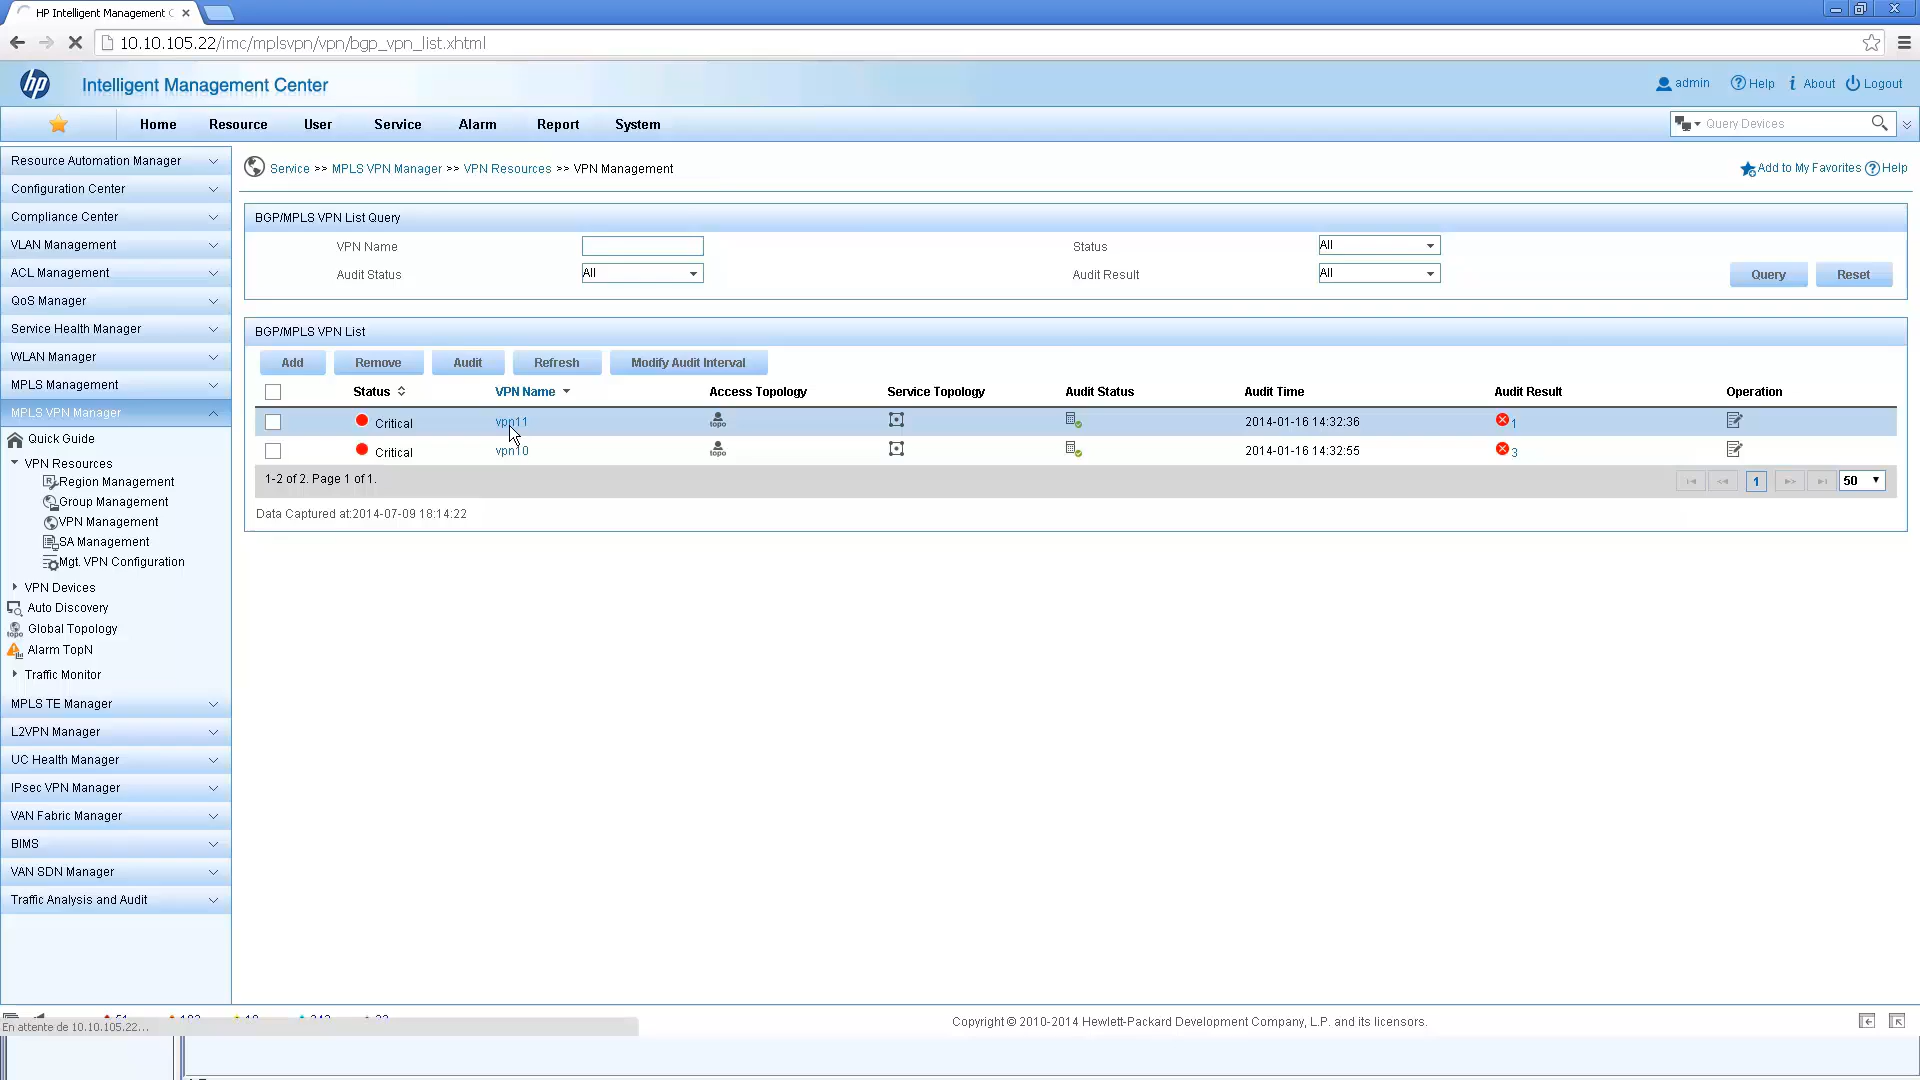 HP Intelligent Management C
10.10.105.22/imc/mplsvpn/vpn/bgp_vpn_list.xhtml
hp Intelligent Management Center admin Help About Logout
Home Resource User Service Alarm Report System Query Devices
Resource Automation Manager
Configuration Center
Compliance Center
VLAN Management
ACL Management
QoS Manager
Service Health Manager
WLAN Manager
MPLS Management
MPLS VPN Manager
Quick Guide
VPN Resources
Region Management
Group Management
VPN Management
SA Management
Mgt. VPN Configuration
VPN Devices
Auto Discovery
Global Topology
Alarm TopN
Traffic Monitor
MPLS TE Manager
L2VPN Manager
UC Health Manager
IPsec VPN Manager
VAN Fabric Manager
BIMS
VAN SDN Manager
Traffic Analysis and Audit
Service >> MPLS VPN Manager >> VPN Resources >> VPN Management Add to My Favorites Help
BGP/MPLS VPN List Query
VPN Name Status All
Audit Status All Audit Result All Query Reset
BGP/MPLS VPN List
Add Remove Audit Refresh Modify Audit Interval
Status VPN Name Access Topology Service Topology Audit Status Audit Time Audit Result Operation
Critical vpn11 topo 2014-01-16 14:32:36 1
Critical vpn10 topo 2014-01-16 14:32:55 3
1-2 of 2. Page 1 of 1. 1 50
Data Captured at:2014-07-09 18:14:22
En attente de 10.10.105.22...
Copyright © 2010-2014 Hewlett-Packard Development Company, L.P. and its licensors.